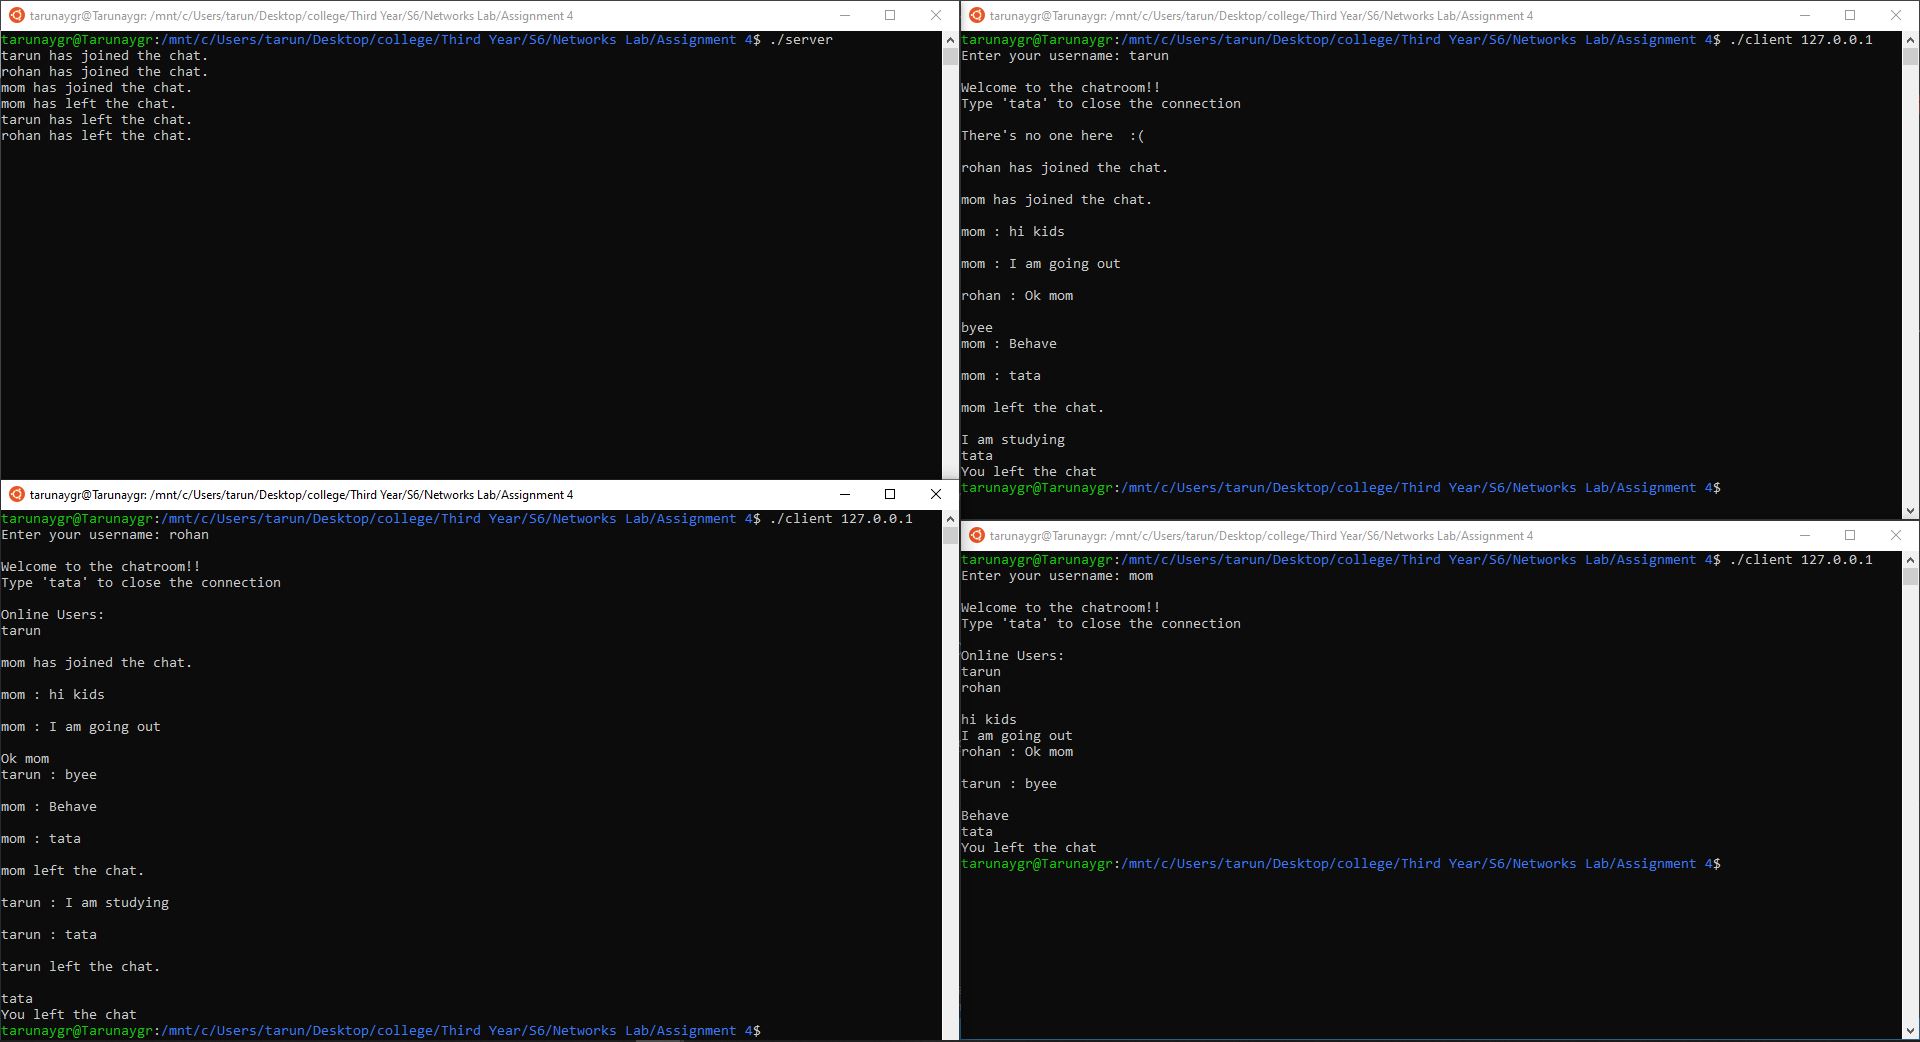 tarunaygr@Tarunaygr: /mnt/c/Users/tarun/Desktop/college/Third Year/S6/Networks Lab/Assignment 4
tarunaygr@Tarunaygr:/mnt/c/Users/tarun/Desktop/college/Third Year/S6/Networks Lab/Assignment 4$ ./server
tarun has joined the chat.
rohan has joined the chat.
mom has joined the chat.
mom has left the chat.
tarun has left the chat.
rohan has left the chat.
tarunaygr@Tarunaygr: /mnt/c/Users/tarun/Desktop/college/Third Year/S6/Networks Lab/Assignment 4
tarunaygr@Tarunaygr:/mnt/c/Users/tarun/Desktop/college/Third Year/S6/Networks Lab/Assignment 4$ ./client 127.0.0.1
Enter your username: tarun
Welcome to the chatroom!!
Type 'tata' to close the connection
There's no one here  :(
rohan has joined the chat.
mom has joined the chat.
mom : hi kids
mom : I am going out
rohan : Ok mom
byee
mom : Behave
mom : tata
mom left the chat.
I am studying
tata
You left the chat
tarunaygr@Tarunaygr:/mnt/c/Users/tarun/Desktop/college/Third Year/S6/Networks Lab/Assignment 4$
tarunaygr@Tarunaygr: /mnt/c/Users/tarun/Desktop/college/Third Year/S6/Networks Lab/Assignment 4
tarunaygr@Tarunaygr:/mnt/c/Users/tarun/Desktop/college/Third Year/S6/Networks Lab/Assignment 4$ ./client 127.0.0.1
Enter your username: rohan
Welcome to the chatroom!!
Type 'tata' to close the connection
Online Users:
tarun
mom has joined the chat.
mom : hi kids
mom : I am going out
Ok mom
tarun : byee
mom : Behave
mom : tata
mom left the chat.
tarun : I am studying
tarun : tata
tarun left the chat.
tata
You left the chat
tarunaygr@Tarunaygr:/mnt/c/Users/tarun/Desktop/college/Third Year/S6/Networks Lab/Assignment 4$
tarunaygr@Tarunaygr: /mnt/c/Users/tarun/Desktop/college/Third Year/S6/Networks Lab/Assignment 4
tarunaygr@Tarunaygr:/mnt/c/Users/tarun/Desktop/college/Third Year/S6/Networks Lab/Assignment 4$ ./client 127.0.0.1
Enter your username: mom
Welcome to the chatroom!!
Type 'tata' to close the connection
Online Users:
tarun
rohan
hi kids
I am going out
rohan : Ok mom
tarun : byee
Behave
tata
You left the chat
tarunaygr@Tarunaygr:/mnt/c/Users/tarun/Desktop/college/Third Year/S6/Networks Lab/Assignment 4$